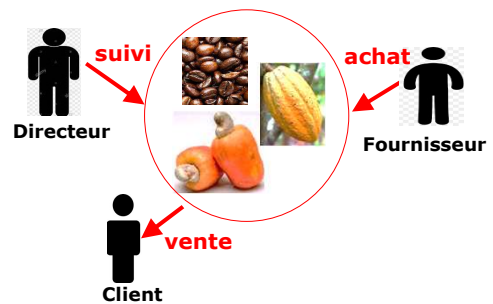 suivi
achat
Directeur
Fournisseur
vente
Client